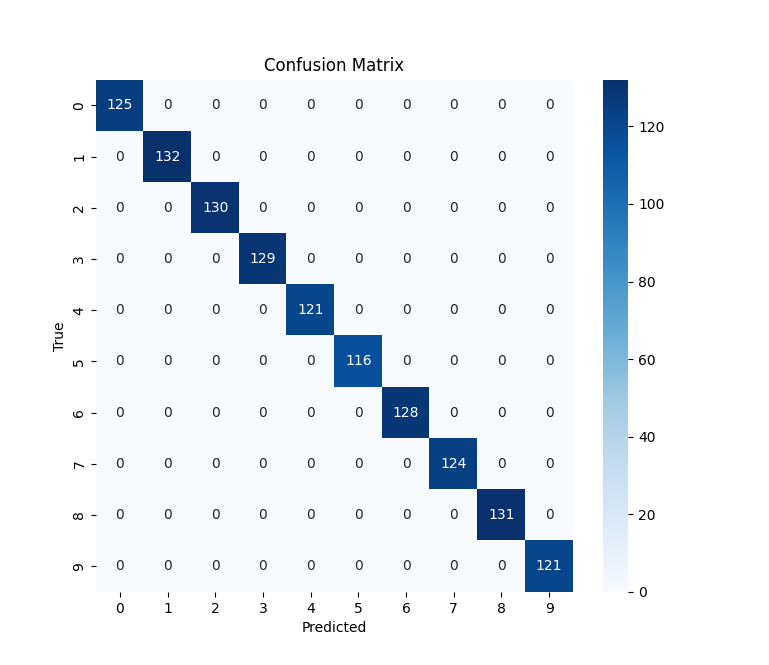 Confusion Matrix
0 125 0 0 0 0 0 0 0 0 0
1 0 132 0 0 0 0 0 0 0 0
2 0 0 130 0 0 0 0 0 0 0
3 0 0 0 129 0 0 0 0 0 0
4 0 0 0 0 121 0 0 0 0 0
5 0 0 0 0 0 116 0 0 0 0
6 0 0 0 0 0 0 128 0 0 0
7 0 0 0 0 0 0 0 124 0 0
8 0 0 0 0 0 0 0 0 131 0
9 0 0 0 0 0 0 0 0 0 121
0 1 2 3 4 5 6 7 8 9
Predicted
True
120
100
80
60
40
20
0